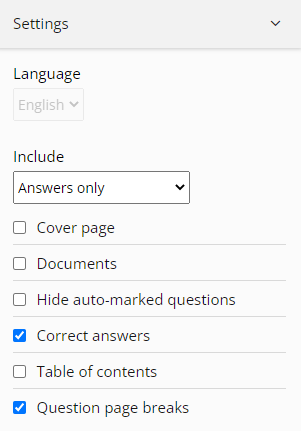 Settings
Language
English
Include
Answers only
Cover page
Documents
Hide auto-marked questions
Correct answers
Table of contents
Question page breaks